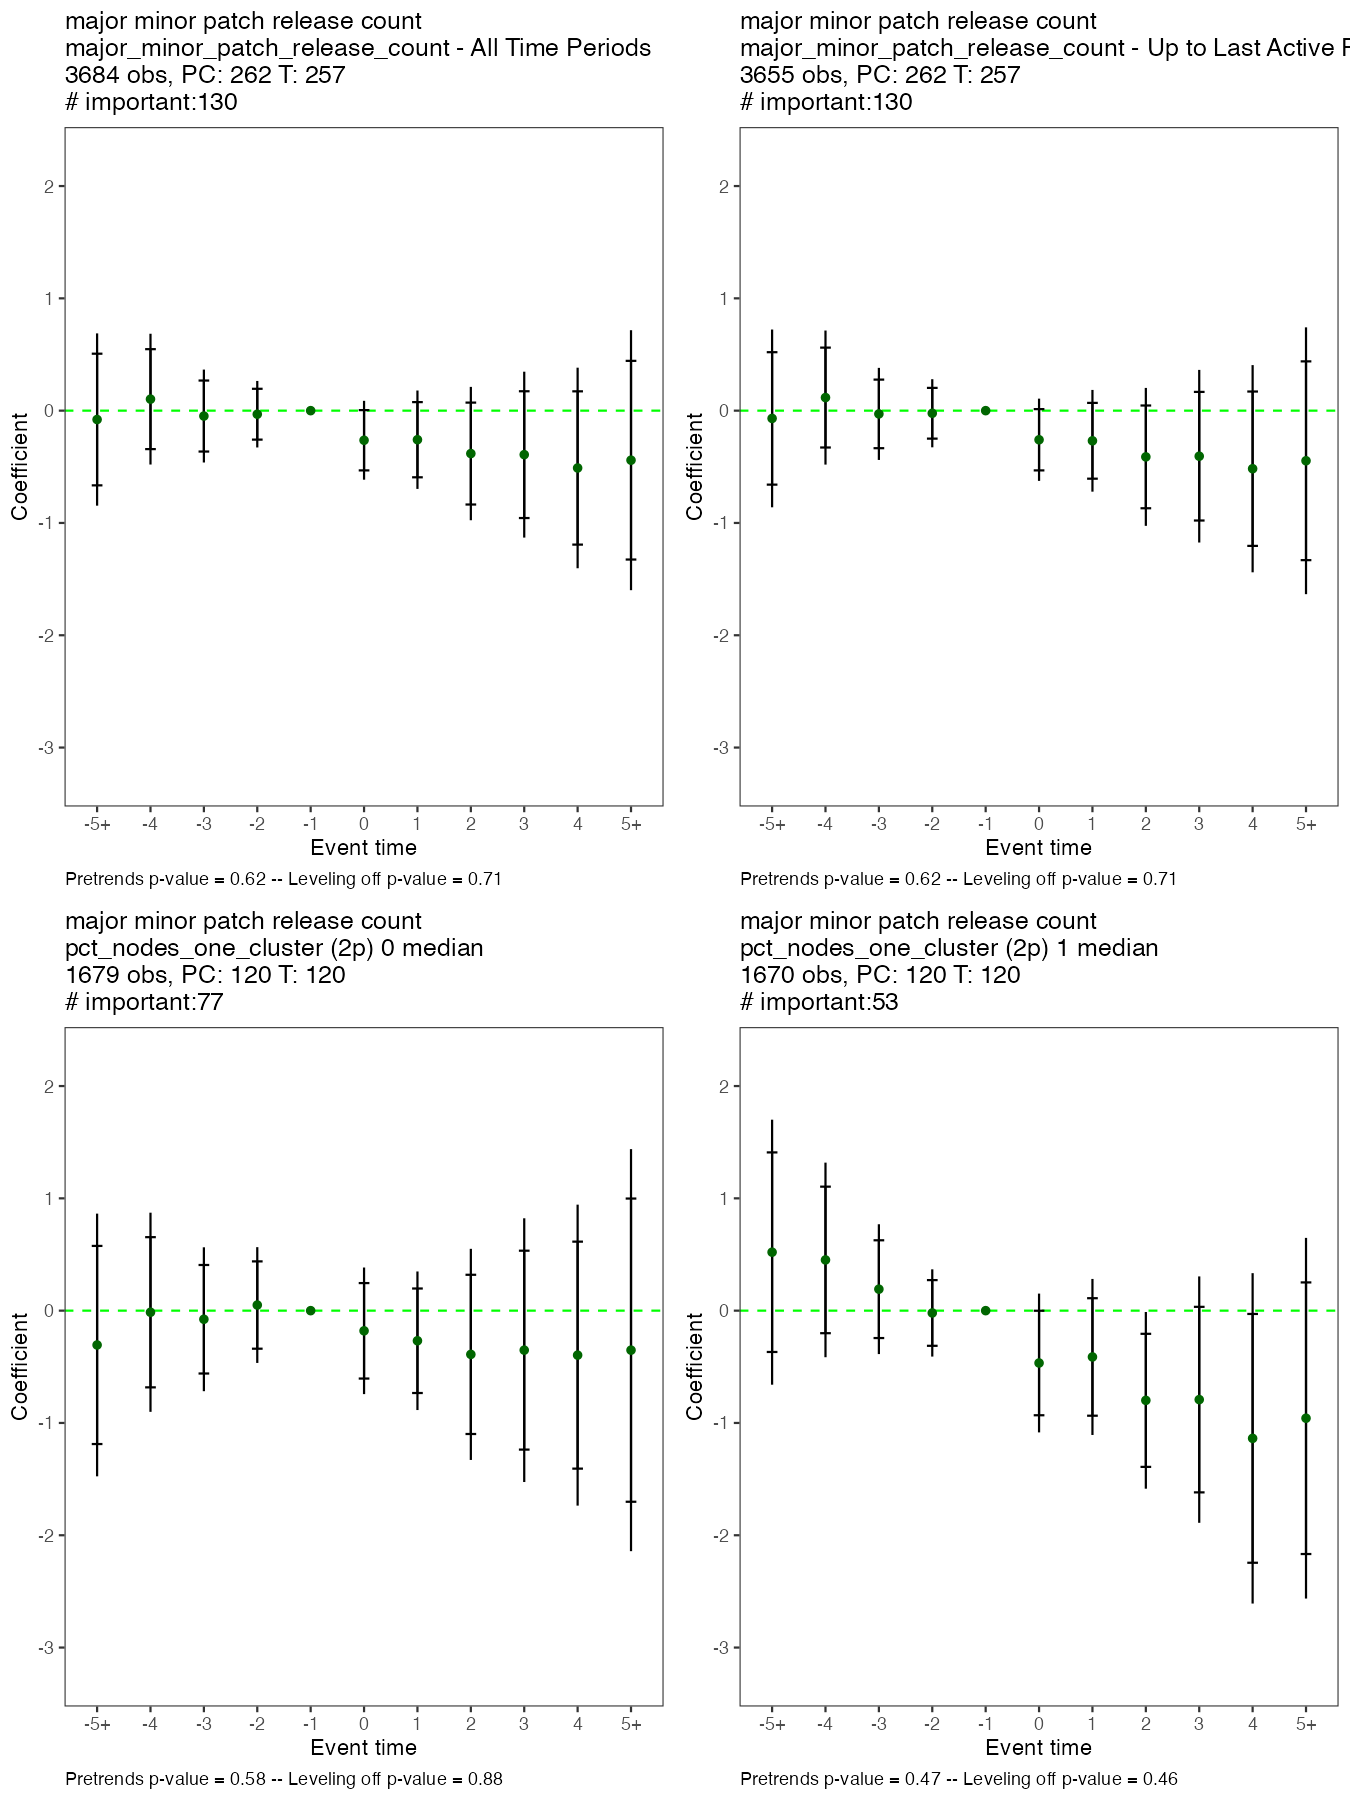 major minor patch release count
major_minor_patch_release_count - All Time Periods
3684 obs, PC: 262 T: 257
# important:130
2
1
0
-1
-2
-3
Coefficient
-5+ -4 -3 -2 -1 0 1 2 3 4 5+
Event time
Pretrends p-value = 0.62 -- Leveling off p-value = 0.71
major minor patch release count
major_minor_patch_release_count - Up to Last Active
3655 obs, PC: 262 T: 257
# important:130
2
1
0
-1
-2
-3
Coefficient
-5+ -4 -3 -2 -1 0 1 2 3 4 5+
Event time
Pretrends p-value = 0.62 -- Leveling off p-value = 0.71
major minor patch release count
pct_nodes_one_cluster (2p) 0 median
1679 obs, PC: 120 T: 120
# important:77
2
1
0
-1
-2
-3
Coefficient
-5+ -4 -3 -2 -1 0 1 2 3 4 5+
Event time
Pretrends p-value = 0.58 -- Leveling off p-value = 0.88
major minor patch release count
pct_nodes_one_cluster (2p) 1 median
1670 obs, PC: 120 T: 120
# important:53
2
1
0
-1
-2
-3
Coefficient
-5+ -4 -3 -2 -1 0 1 2 3 4 5+
Event time
Pretrends p-value = 0.47 -- Leveling off p-value = 0.46